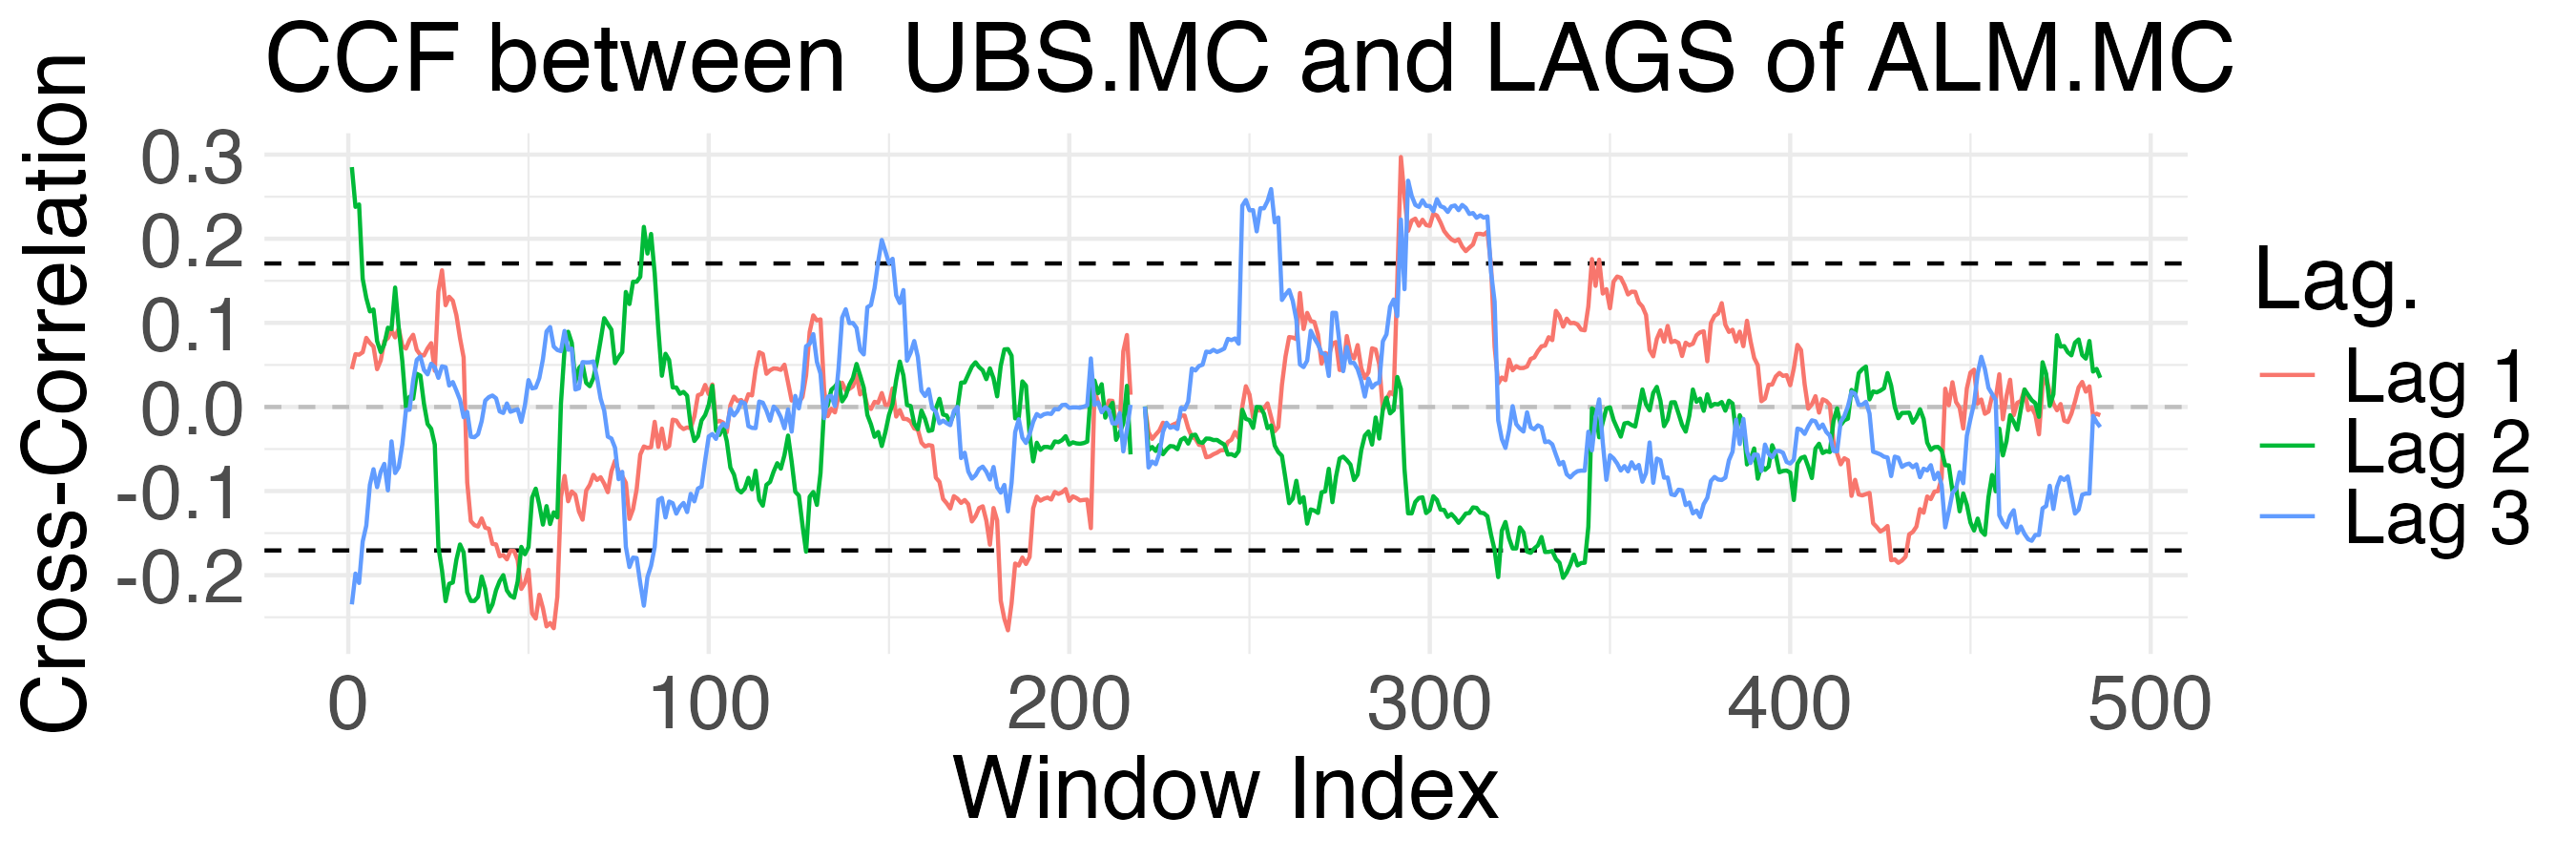 CCF between  UBS.MC and LAGS of ALM.MC
Cross-Correlation
0.3
0.2
0.1
0.0
-0.1
-0.2
0
100
200
300
400
500
Window Index
Lag.
Lag 1
Lag 2
Lag 3